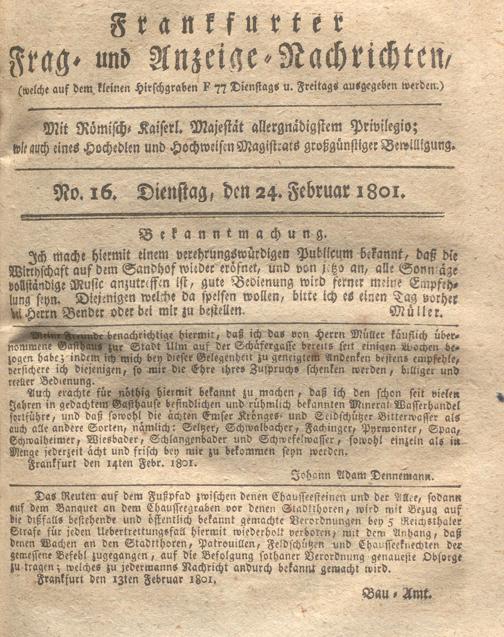 Frankfurter
Frag- und Anzeige-Nachrichten,
(welche auf dem kleinen Hirschgraben F 77 Dienstags u. Freitags ausgegeben werden.)
Mit Römisch-Kaiserl. Majestät allergnädigstem Privilegio;
wie auch eines Hochedlen und Hochweisen Magistrats großgünstiger Bewilligung.
No. 16. Dienstag, den 24. Februar 1801.
Bekanntmachung.
Ich mache hiermit einem verehrungswürdigen Publicum bekannt, daß die
Wirthschaft auf dem Sandhof wieder eröfnet, und von jetzo an, alle Sonntage
vollständige Music anzutreffen ist, gute Bedienung wird ferner meine Empfeh-
lung seyn. Diejenigen welche da speisen wollen, bitte ich es einen Tag vorher
bei Herrn Bender oder bei mir zu bestellen. Müller.
Meine Freunde benachrichtige hiermit, daß ich das von Herrn Müller käuflich über-
nommene Gasthaus zur Stadt Ulm auf der Schäfergasse bereits seit einigen Wochen be-
zogen habe; indem ich mich bey dieser Gelegenheit zu geneigtem Andenken bestens empfehle,
versichere ich diejenigen, so mir die Ehre ihres Zuspruchs schenken werden, billiger und
reeller Bedienung.
Auch erachte für nöthig hiermit bekannt zu machen, daß ich den schon seit vielen
Jahren in gedachtem Gasthause befindlichen und rühmlich bekannten Mineral-Wasserhandel
fortführe, und daß sowohl die ächten Emser Kränges- und Seidschützer Bitterwasser als
auch alle andere Sorten, nämlich: Selzer, Schwalbacher, Fachinger, Pyrmonter, Spaa,
Schwalheimer, Wiesbader, Schlangenbader und Schwefelwasser, sowohl einzeln als in
Menge jederzeit ächt und frisch bey mir zu bekommen seyn werden.
Frankfurt den 14ten Febr. 1801.
Johann Adam Dennemann.
Das Reuten auf dem Fußpfad zwischen denen Chausseesteinen und der Allee, sodann
auf dem Banquet an dem Chausseegraben vor denen Stadtthoren, wird mit Bezug auf
die dißfalls bestehende und öffentlich bekannt gemachte Verordnungen bey 5 Reichsthaler
Strafe für jeden Uebertrettungsfall hiermit wiederholt verboten, mit dem Anhang, daß
denen Wachen an den Stadtthoren, Patrouillen, Feldschützen und Chausseeknechten der
gemessene Befehl zugegangen, auf die Befolgung sothaner Verordnung genaueste Obsorge
zu tragen; welches zu jedermanns Nachricht andurch bekannt gemacht wird.
Frankfurt den 13ten Februar 1801.
Bau-Amt.